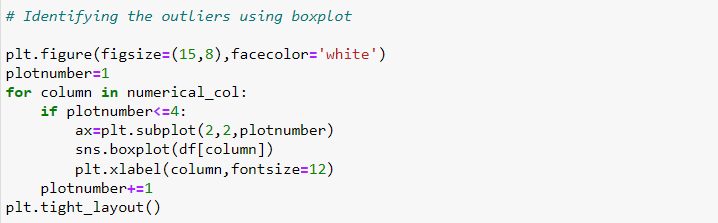 # Identifying the outliers using boxplot
plt.figure(figsize=(15,8),facecolor='white')
plotnumber=1
for column in numerical_col:
    if plotnumber<=4:
        ax=plt.subplot(2,2,plotnumber)
        sns.boxplot(df[column])
        plt.xlabel(column,fontsize=12)
    plotnumber+=1
plt.tight_layout()